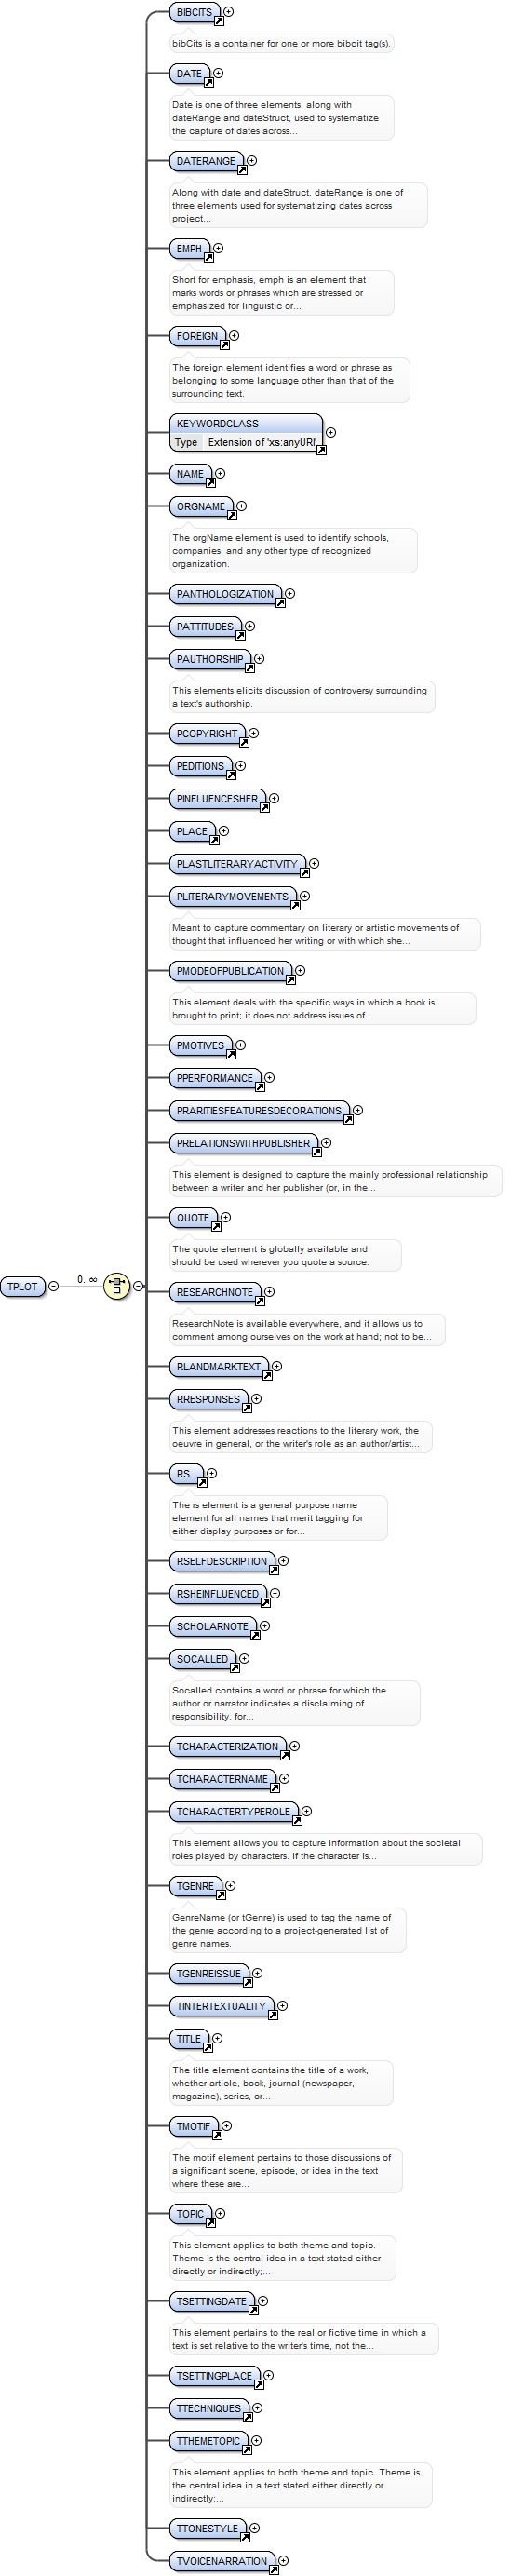 BIBCITS
bibCits is a container for one or more bibcit tag(s).
DATE
Date is one of three elements, along with
dateRange and dateStruct, used to systematize
the capture of dates across...
DATERANGE
Along with date and dateStruct, dateRange is one of
three elements used for systematizing dates across
project...
EMPH
Short for emphasis, emph is an element that
marks words or phrases which are stressed or
emphasized for linguistic or...
FOREIGN
The foreign element identifies a word or phrase as
belonging to some language other than that of the
surrounding text.
KEYWORDCLASS
Type Extension of 'xs:anyURI'
NAME
ORGNAME
The orgName element is used to identify schools,
companies, and any other type of recognized
organization.
PANTHOLOGIZATION
PATTITUDES
PAUTHORSHIP
This elements elicits discussion of controversy surrounding
a text's authorship.
PCOPYRIGHT
PEDITIONS
PINFLUENCESHER
PLACE
PLASTLITERARYACTIVITY
PLITERARYMOVEMENTS
Meant to capture commentary on literary or artistic movements of
thought that influenced her writing or with which she...
PMODEOFPUBLICATION
This element deals with the specific ways in which a book is
brought to print; it does not address issues of...
PMOTIVES
PPERFORMANCE
PRARITIESFEATURESDECORATIONS
PRELATIONSWITHPUBLISHER
This element is designed to capture the mainly professional relationship
between a writer and her publisher (or, in the...
QUOTE
The quote element is globally available and
should be used wherever you quote a source.
TPLOT
0..∞
RESEARCHNOTE
ResearchNote is available everywhere, and it allows us to
comment among ourselves on the work at hand; not to be...
RLANDMARKTEXT
RRESPONSES
This element addresses reactions to the literary work, the
oeuvre in general, or the writer's role as an author/artist...
RS
The rs element is a general purpose name
element for all names that merit tagging for
either display purposes or for...
RSELFDESCRIPTION
RSHEINFLUENCED
SCHOLARNOTE
SOCALLED
Socalled contains a word or phrase for which the
author or narrator indicates a disclaiming of
responsibility, for...
TCHARACTERIZATION
TCHARACTERNAME
TCHARACTERTYPEROLE
This element allows you to capture information about the societal
roles played by characters. If the character is...
TGENRE
GenreName (or tGenre) is used to tag the name of
the genre according to a project-generated list of
genre names.
TGENREISSUE
TINTERTEXTUALITY
TITLE
The title element contains the title of a work,
whether article, book, journal (newspaper,
magazine), series, or...
TMOTIF
The motif element pertains to those discussions of
a significant scene, episode, or idea in the text
where these are...
TOPIC
This element applies to both theme and topic.
Theme is the central idea in a text stated either
directly or indirectly;...
TSETTINGDATE
This element pertains to the real or fictive time in which a
text is set relative to the writer's time, not the...
TSETTINGPLACE
TTECHNIQUES
TTHEMETOPIC
This element applies to both theme and topic. Theme is
the central idea in a text stated either directly or
indirectly;...
TTONESTYLE
TVOICENARRATION